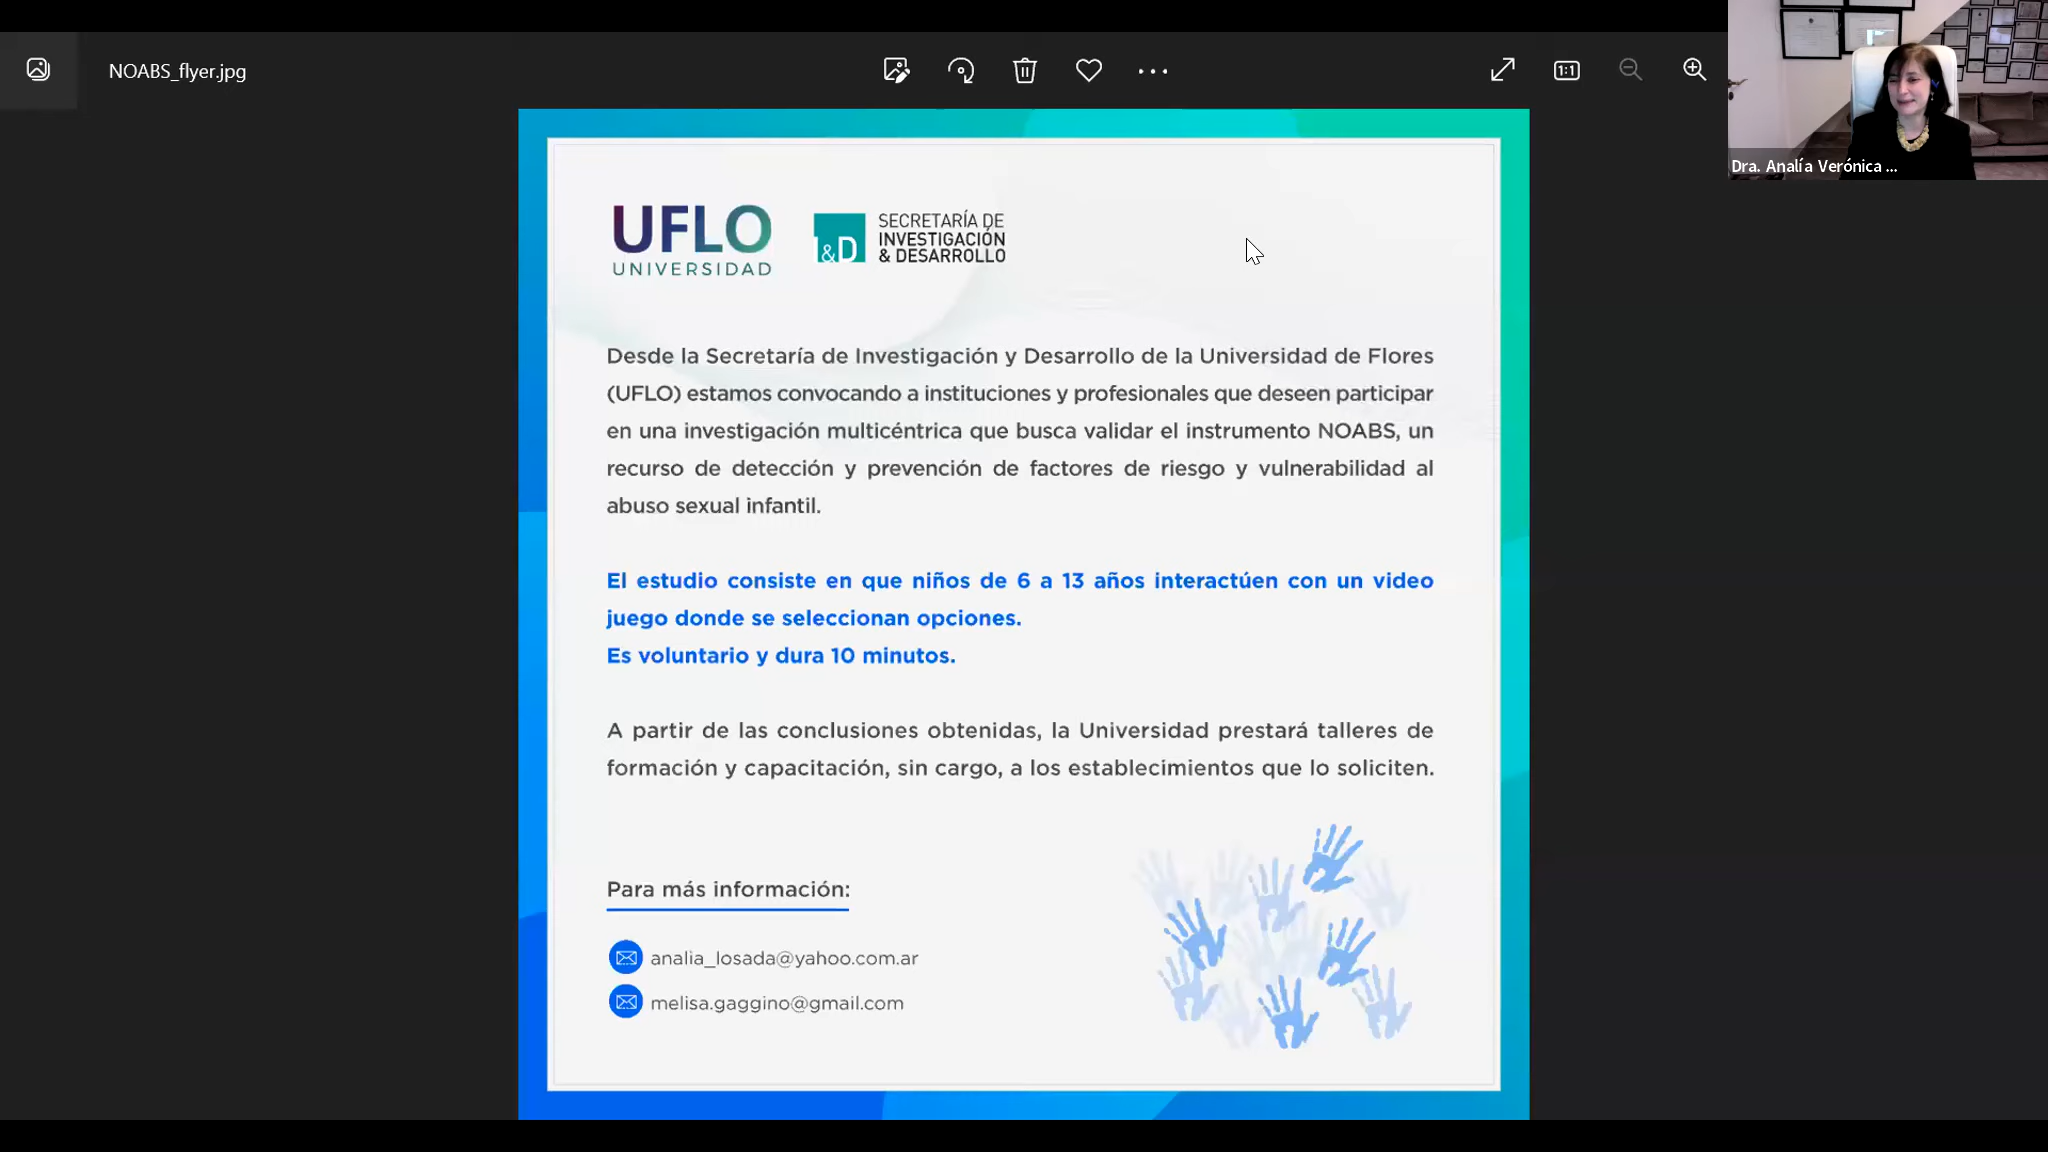 NOABS_flyer.jpg
Dra. Analía Verónica ...
UFLO
UNIVERSIDAD
I&D
SECRETARÍA DE
INVESTIGACIÓN
& DESARROLLO
Desde la Secretaría de Investigación y Desarrollo de la Universidad de Flores
(UFLO) estamos convocando a instituciones y profesionales que deseen participar
en una investigación multicéntrica que busca validar el instrumento NOABS, un
recurso de detección y prevención de factores de riesgo y vulnerabilidad al
abuso sexual infantil.
El estudio consiste en que niños de 6 a 13 años interactúen con un video
juego donde se seleccionan opciones.
Es voluntario y dura 10 minutos.
A partir de las conclusiones obtenidas, la Universidad prestará talleres de
formación y capacitación, sin cargo, a los establecimientos que lo soliciten.
Para más información:
analia_losada@yahoo.com.ar
melisa.gaggino@gmail.com